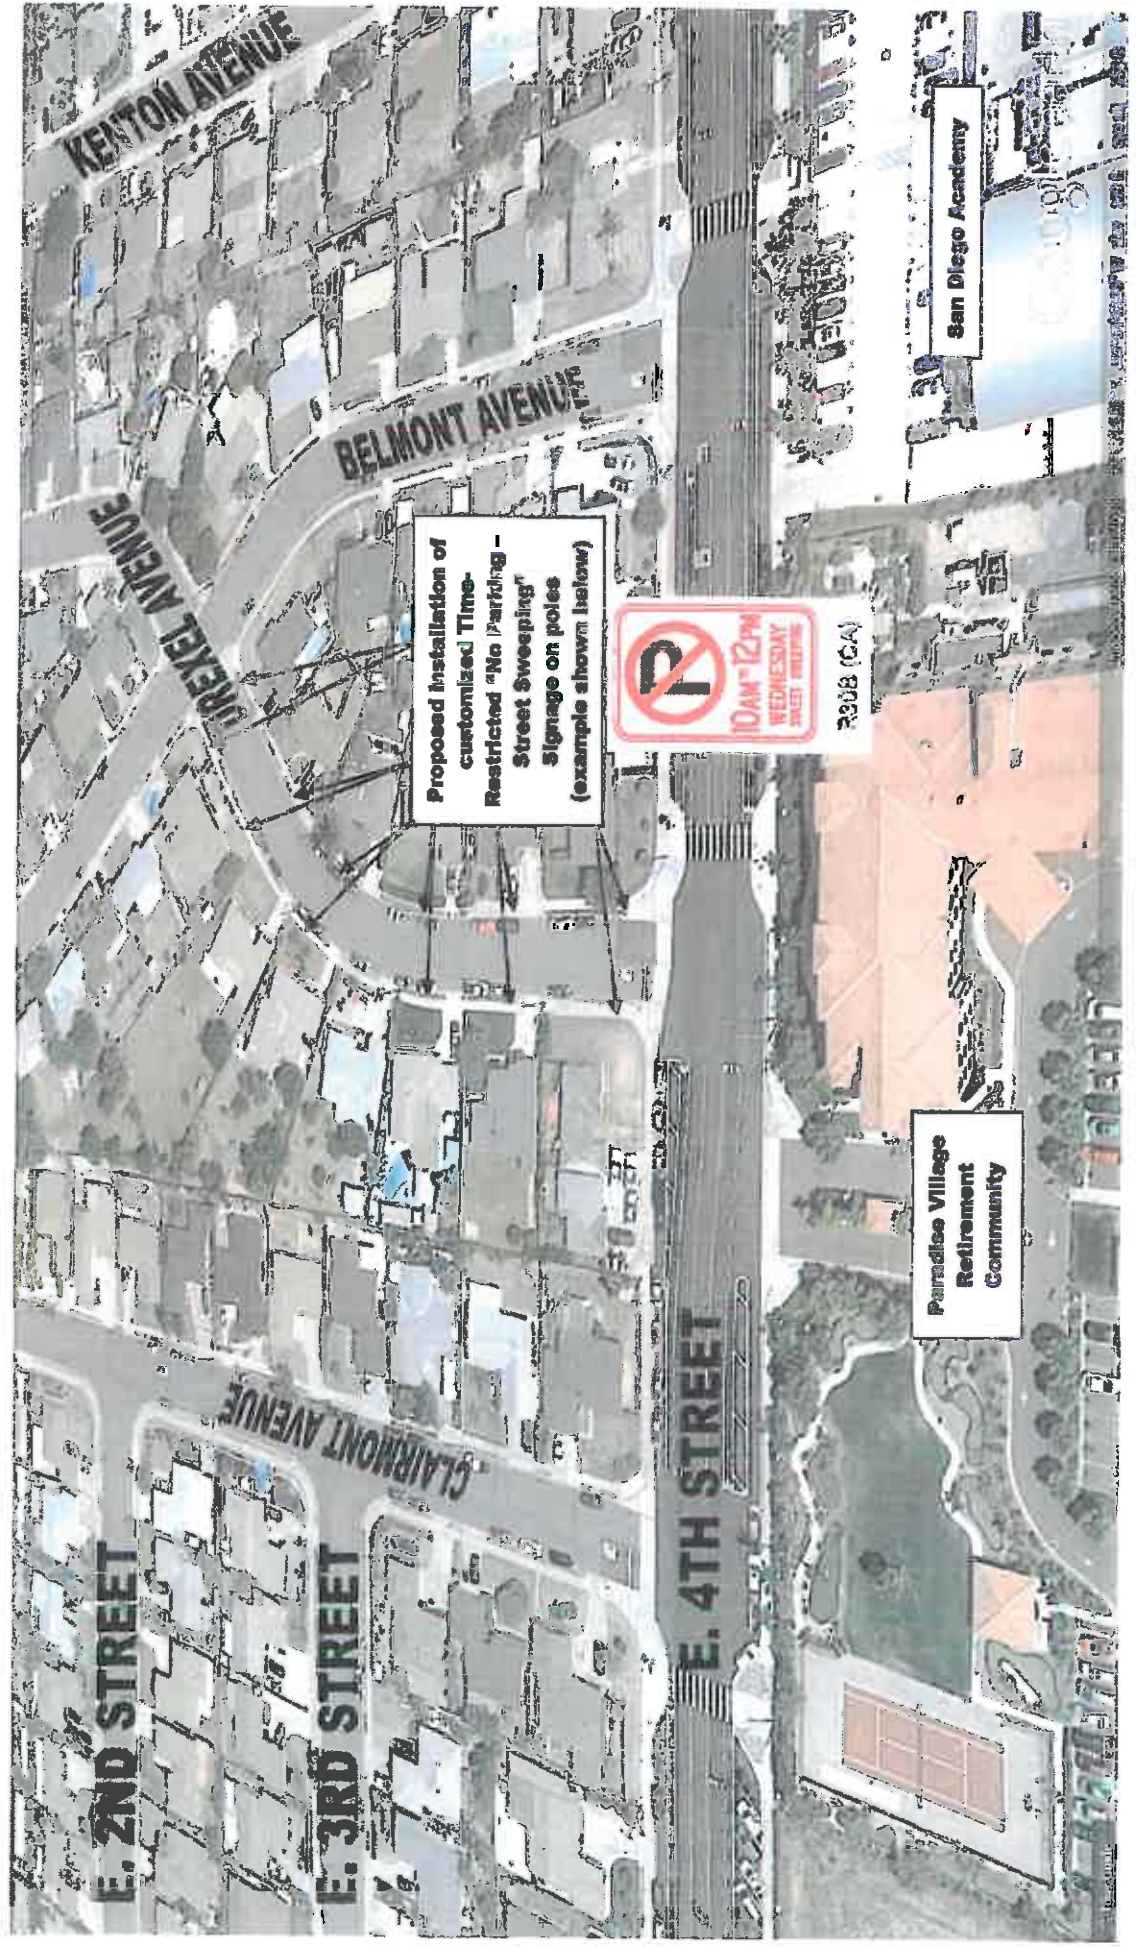 E. 2ND STREET
E. 3RD STREET
CLAIRMONT AVENUE
DREXEL AVENUE
KENTON AVENUE
BELMONT AVENUE
Proposed Installation of
customized Time-
Restricted "No Parking –
Street Sweeping"
Signage on poles
(example shown below)
E. 4TH STREET
P
10AM-12PM
WEDNESDAY
STREET SWEEPING
R30B (CA)
Paradise Village
Retirement
Community
San Diego Academy